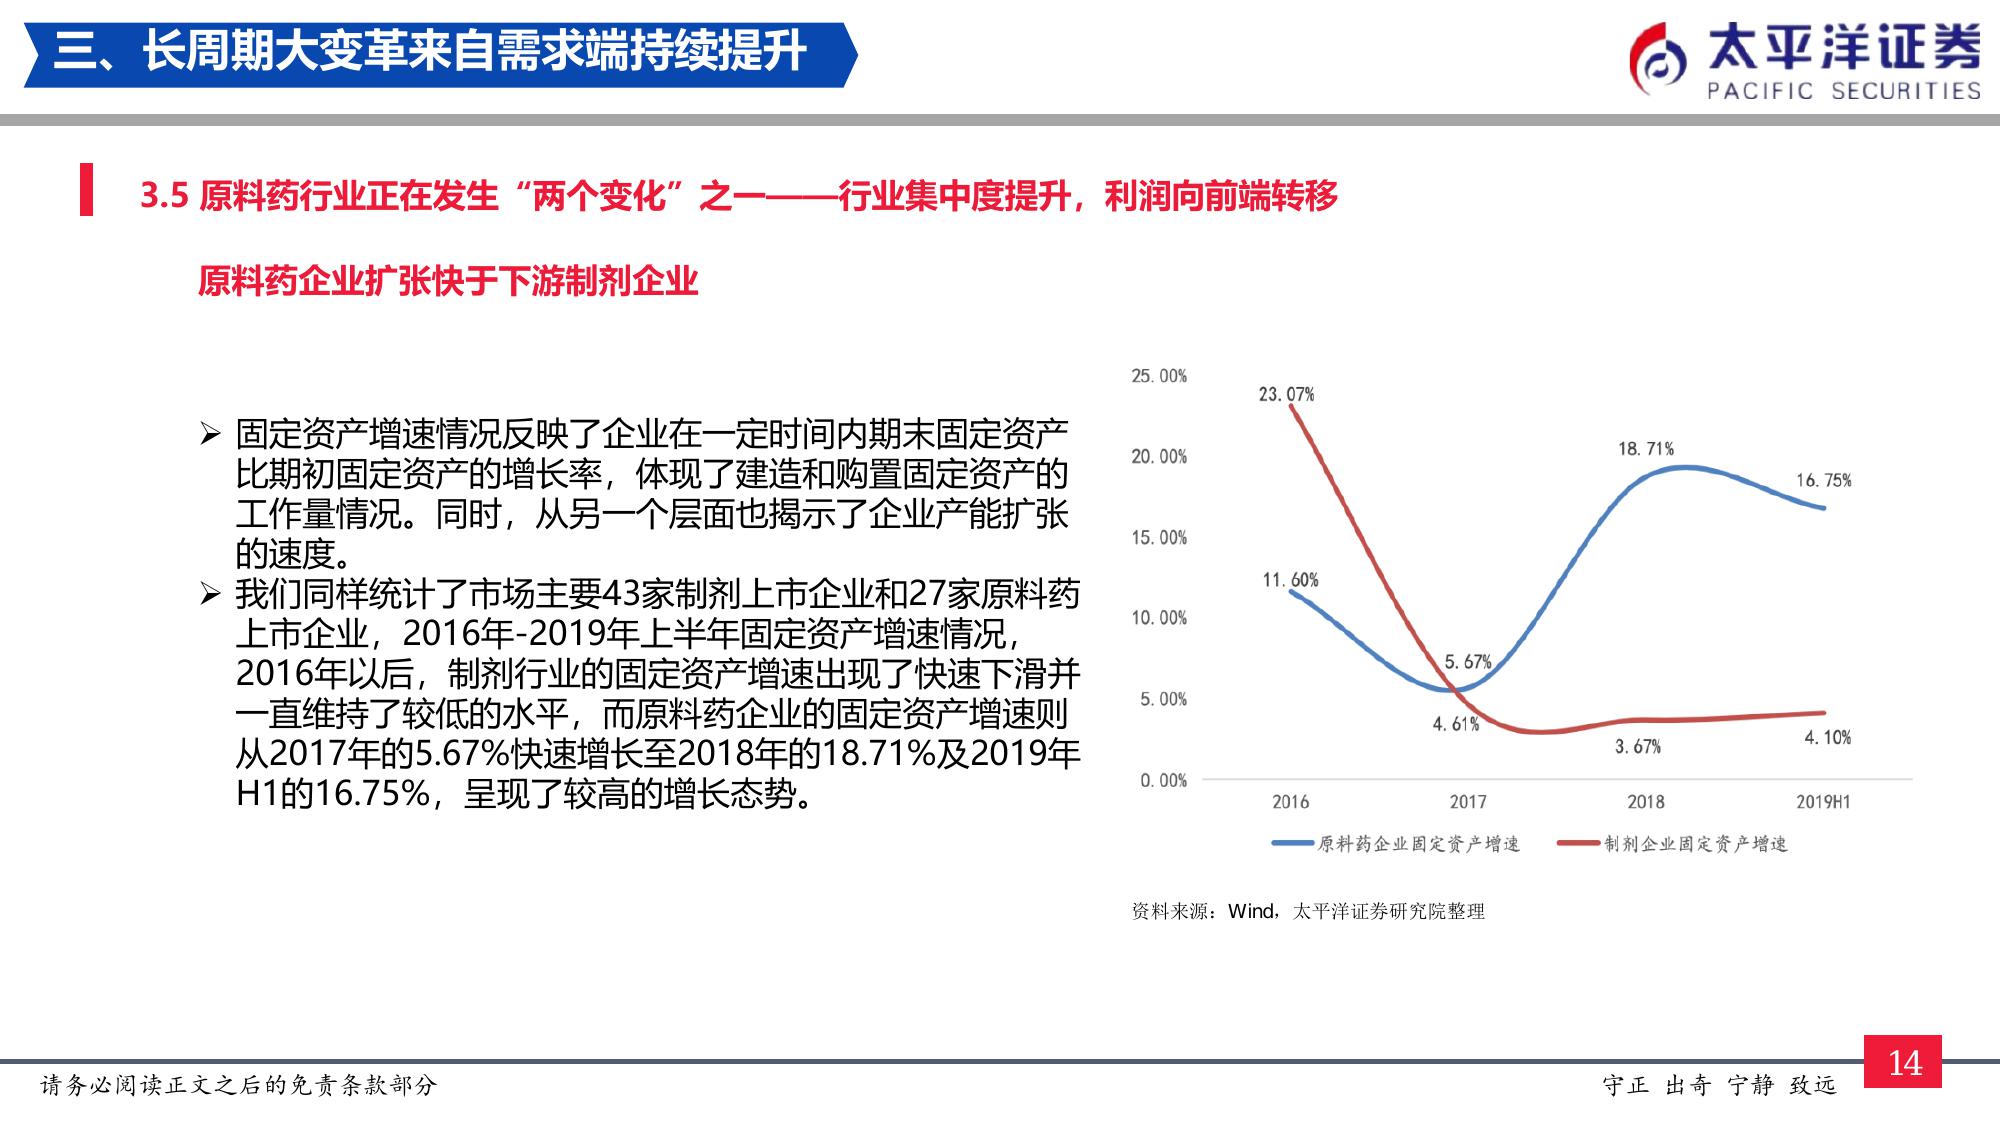 三、长周期大变革来自需求端持续提升
太平洋证券
PACIFIC SECURITIES
3.5 原料药行业正在发生“两个变化”之一——行业集中度提升，利润向前端转移
原料药企业扩张快于下游制剂企业
➢ 固定资产增速情况反映了企业在一定时间内期末固定资产
比期初固定资产的增长率，体现了建造和购置固定资产的
工作量情况。同时，从另一个层面也揭示了企业产能扩张
的速度。
➢ 我们同样统计了市场主要43家制剂上市企业和27家原料药
上市企业，2016年-2019年上半年固定资产增速情况，
2016年以后，制剂行业的固定资产增速出现了快速下滑并
一直维持了较低的水平，而原料药企业的固定资产增速则
从2017年的5.67%快速增长至2018年的18.71%及2019年
H1的16.75%，呈现了较高的增长态势。
25.00%
20.00%
15.00%
10.00%
5.00%
0.00%
23.07%
18.71%
16.75%
11.60%
5.67%
4.61%
3.67%
4.10%
2016 2017 2018 2019H1
原料药企业固定资产增速 制剂企业固定资产增速
资料来源：Wind，太平洋证券研究院整理
请务必阅读正文之后的免责条款部分
守正 出奇 宁静 致远
14